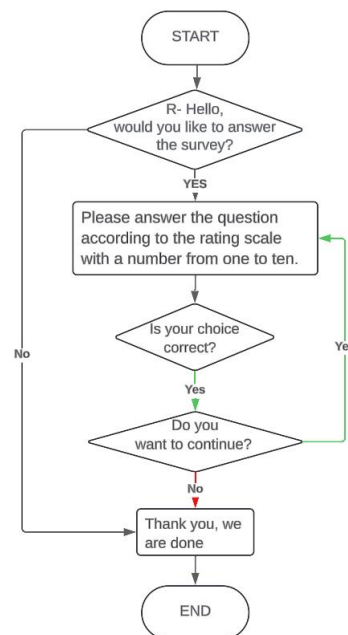 START
R- Hello,
would you like to answer
the survey?
YES
Please answer the question
according to the rating scale
with a number from one to ten.
No
Is your choice
correct?
Ye
Yes
Do you
want to continue?
No
Thank you, we
are done
END